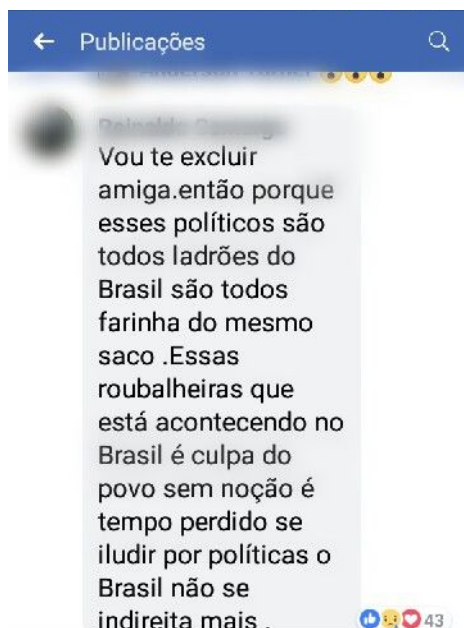 Publicações
Vou te excluir
amiga.então porque
esses políticos são
todos ladrões do
Brasil são todos
farinha do mesmo
saco .Essas
roubalheiras que
está acontecendo no
Brasil é culpa do
povo sem noção é
tempo perdido se
iludir por políticas o
Brasil não se
indireita mais .
43